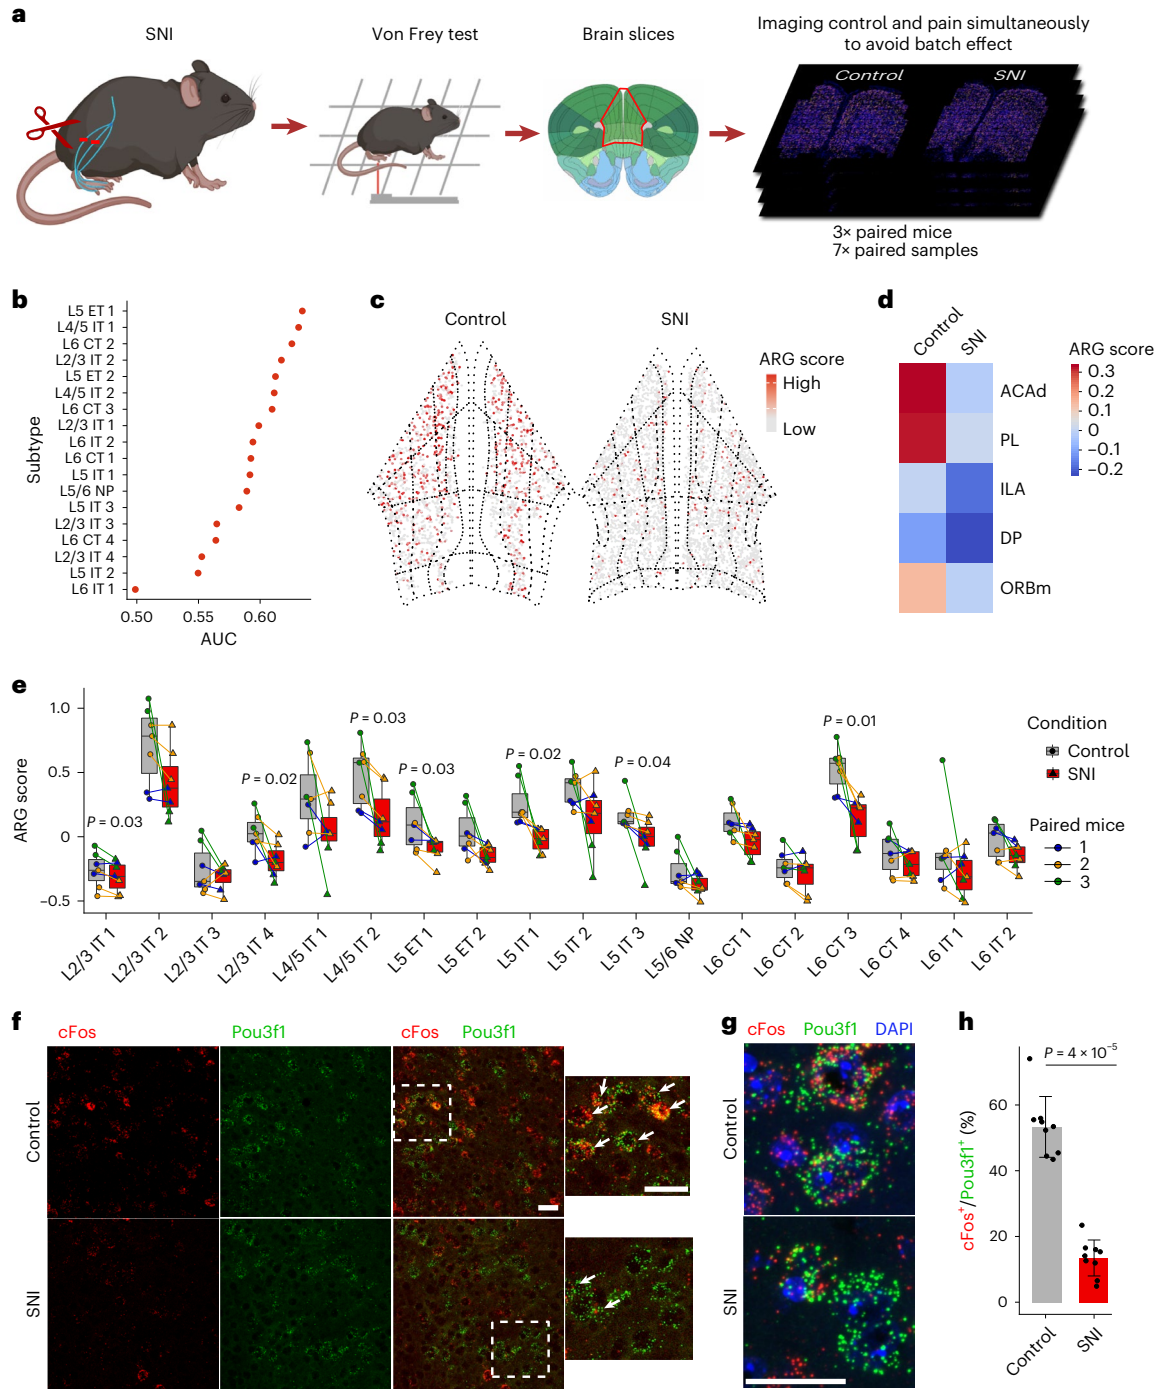 a
SNI
Von Frey test
Brain slices
Imaging control and pain simultaneously
to avoid batch effect
Control
SNI
3× paired mice
7× paired samples
b
Subtype
L5 ET 1
L4/5 IT 1
L6 CT 2
L2/3 IT 2
L5 ET 2
L4/5 IT 2
L6 CT 3
L2/3 IT 1
L6 IT 2
L6 CT 1
L5 IT 1
L5/6 NP
L5 IT 3
L2/3 IT 3
L6 CT 4
L2/3 IT 4
L5 IT 2
L6 IT 1
0.50 0.55 0.60
AUC
c
Control
SNI
ARG score
High
Low
d
Control
SNI
ACAd
PL
ILA
DP
ORBm
ARG score
0.3
0.2
0.1
0
−0.1
−0.2
e
ARG score
1.0
0.5
0
−0.5
P = 0.03
P = 0.02
P = 0.03
P = 0.03
P = 0.02
P = 0.04
P = 0.01
L2/3 IT 1
L2/3 IT 2
L2/3 IT 3
L2/3 IT 4
L4/5 IT 1
L4/5 IT 2
L5 ET 1
L5 ET 2
L5 IT 1
L5 IT 2
L5 IT 3
L5/6 NP
L6 CT 1
L6 CT 2
L6 CT 3
L6 CT 4
L6 IT 1
L6 IT 2
Condition
Control
SNI
Paired mice
1
2
3
f
cFos
Pou3f1
cFos Pou3f1
Control
SNI
g
cFos Pou3f1 DAPI
Control
SNI
h
P = 4 × 10⁻⁵
cFos⁺/Pou3f1⁺ (%)
60
40
20
0
Control
SNI